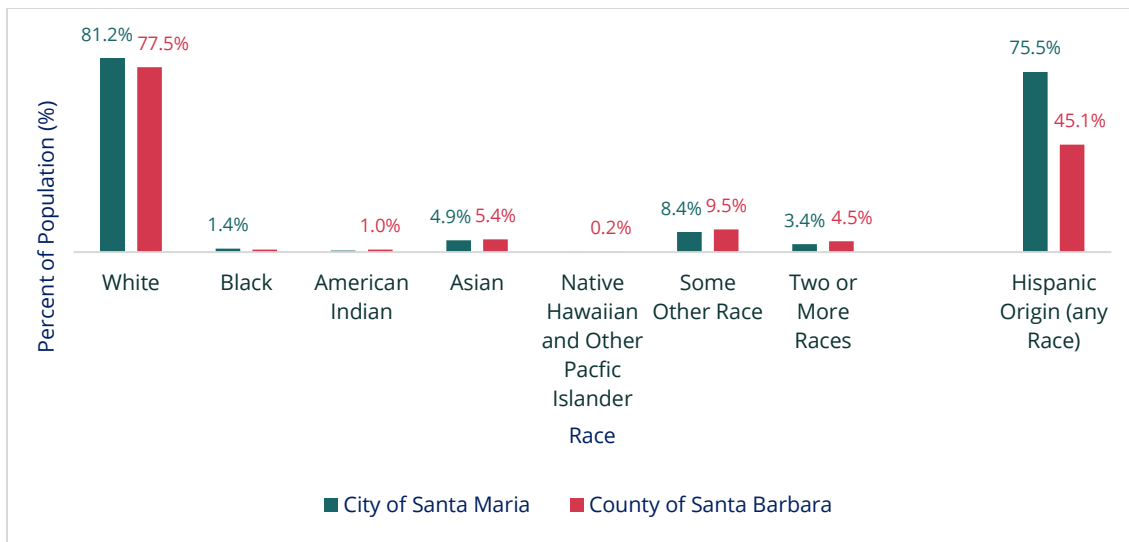 81.2%
77.5%
1.4%
1.0%
4.9%
5.4%
0.2%
8.4%
9.5%
3.4%
4.5%
75.5%
45.1%
Percent of Population (%)
White
Black
American
Indian
Asian
Native
Hawaiian
and Other
Pacfic
Islander
Some
Other Race
Two or
More
Races
Hispanic
Origin (any
Race)
Race
City of Santa Maria
County of Santa Barbara